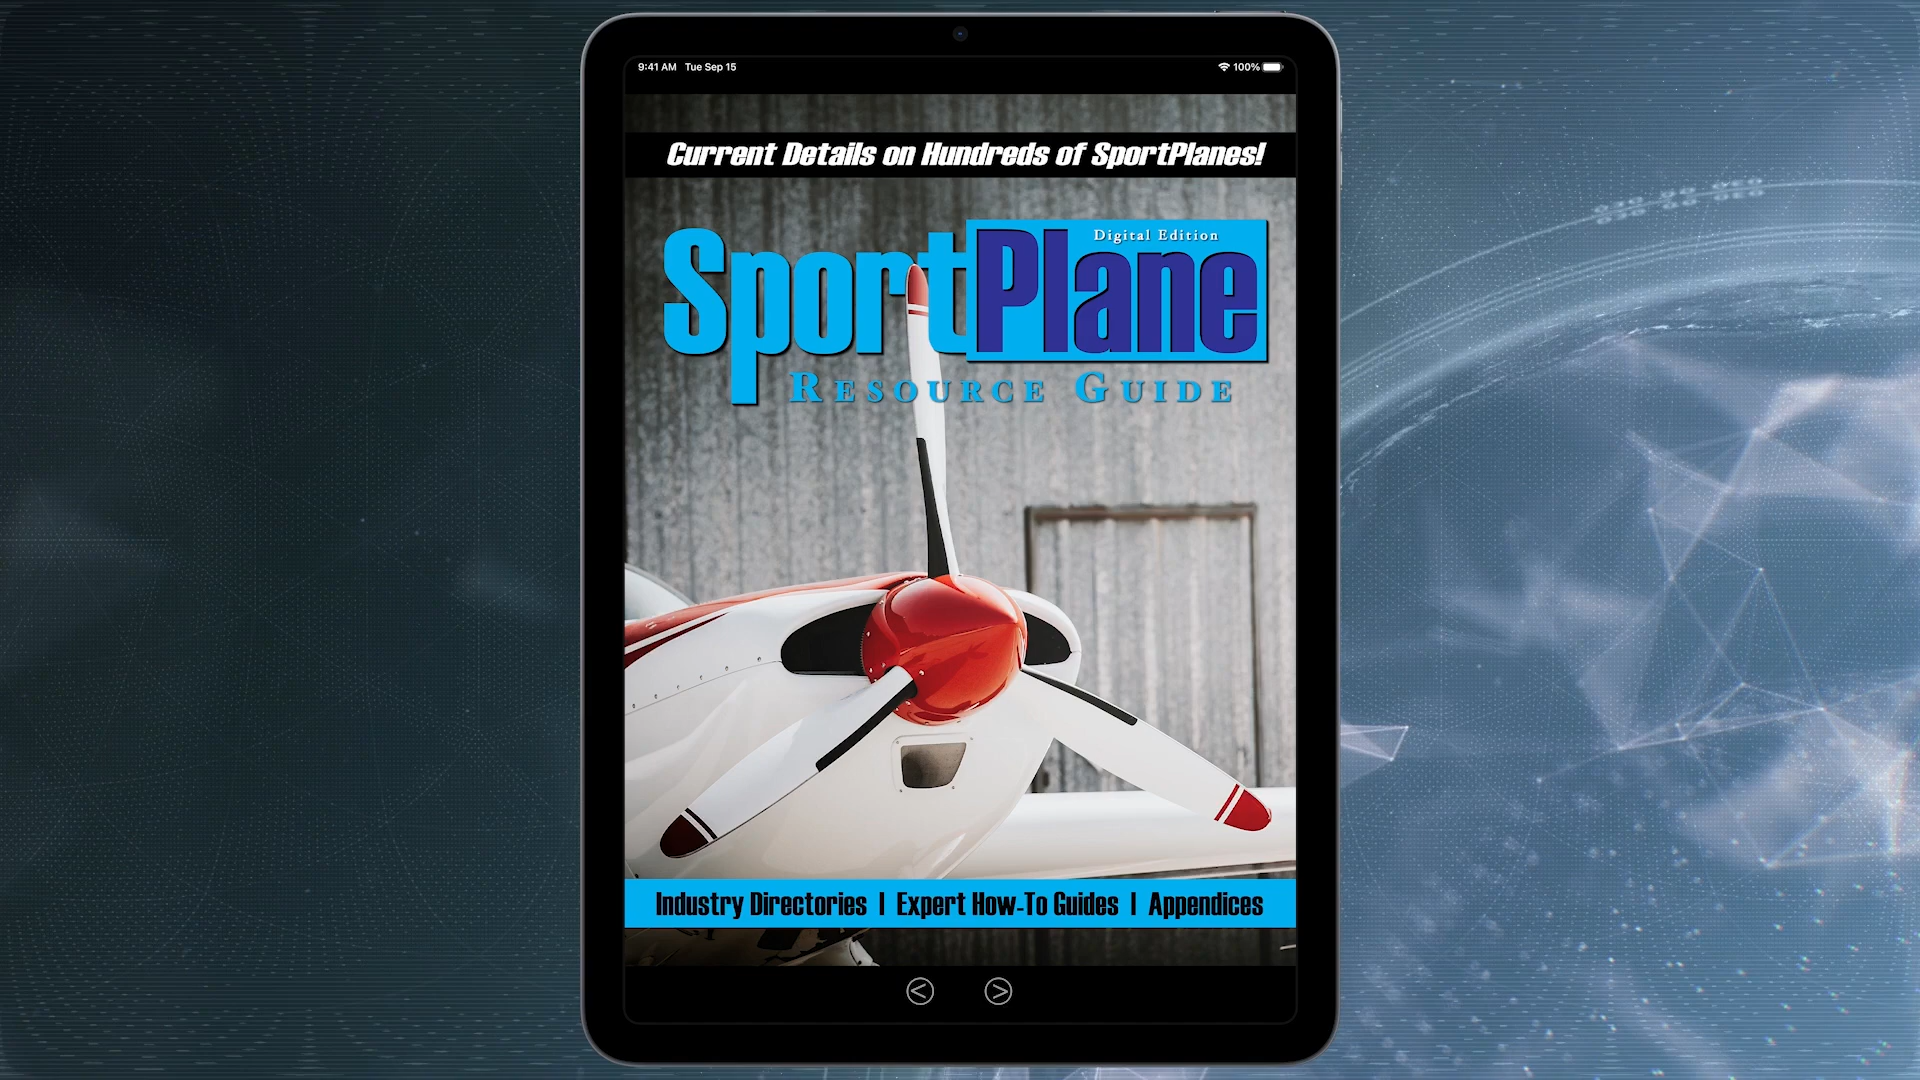 9:41 AM Tue Sep 15
100%
Current Details on Hundreds of SportPlanes!
Digital Edition
SportPlane
Resource Guide
Industry Directories | Expert How-To Guides | Appendices